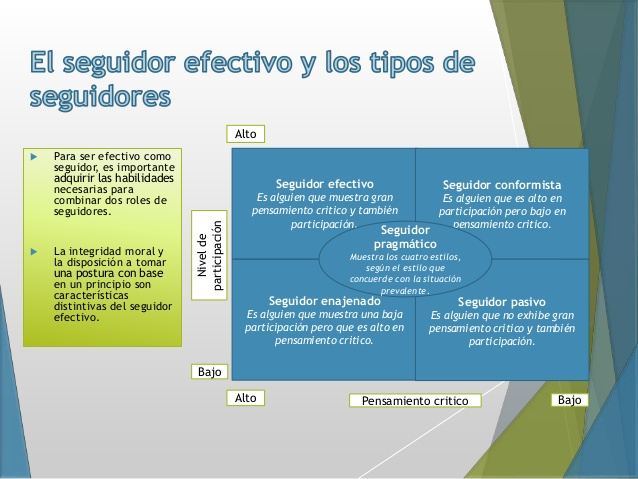 El seguidor efectivo y los tipos de
seguidores
Para ser efectivo como
seguidor, es importante
adquirir las habilidades
necesarias para
combinar dos roles de
seguidores.
La integridad moral y
la disposición a tomar
una postura con base
en un principio son
características
distintivas del seguidor
efectivo.
Alto
Nivel de
participación
Bajo
Seguidor efectivo
Es alguien que muestra gran
pensamiento critico y también
participación.
Seguidor conformista
Es alguien que es alto en
participación pero bajo en
pensamiento critico.
Seguidor
pragmático
Muestra los cuatro estilos,
según el estilo que
concuerde con la situación
prevalente.
Seguidor enajenado
Es alguien que muestra una baja
participación pero que es alto en
pensamiento critico.
Seguidor pasivo
Es alguien que no exhibe gran
pensamiento critico y también
participación.
Alto
Pensamiento critico
Bajo